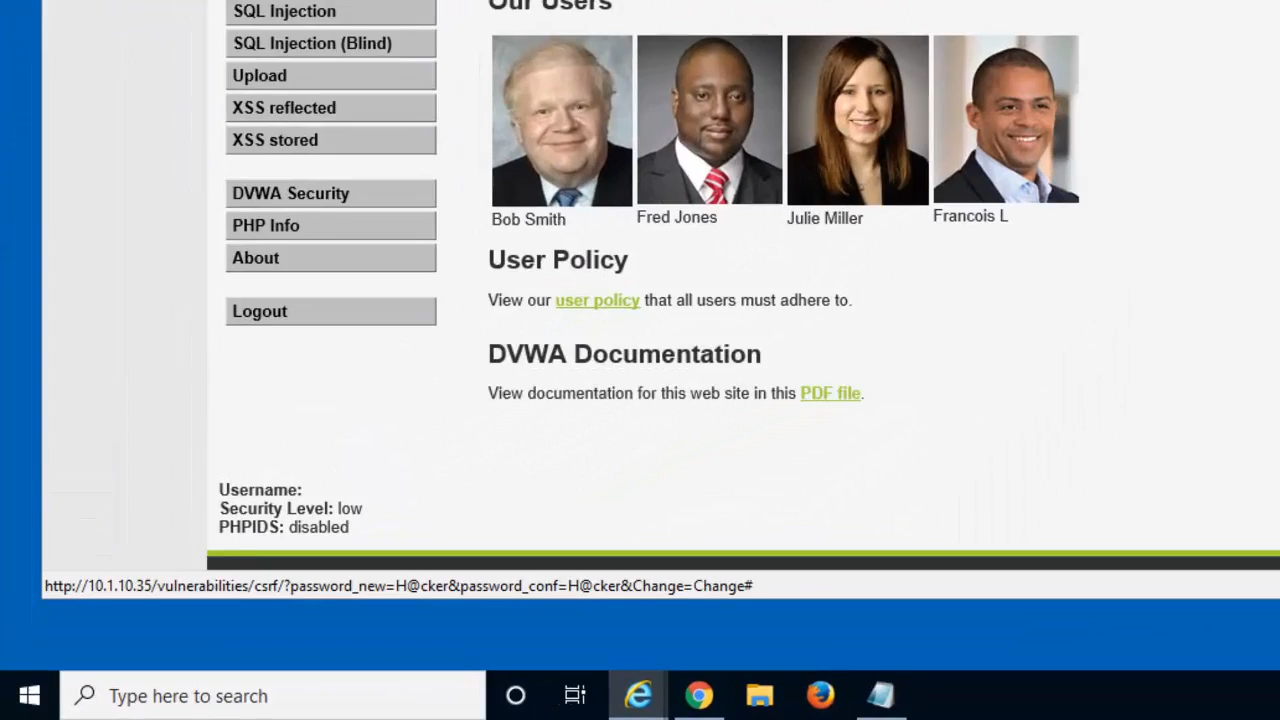 SQL Injection
Our Users
SQL Injection (Blind)
Upload
XSS reflected
XSS stored
DVWA Security
PHP Info
About
Logout
Bob Smith
Fred Jones
Julie Miller
Francois L
User Policy
View our user policy that all users must adhere to.
DVWA Documentation
View documentation for this web site in this PDF file.
Username:
Security Level: low
PHPIDS: disabled
http://10.1.10.35/vulnerabilities/csrf/?password_new=H@cker&password_conf=H@cker&Change=Change#
Type here to search